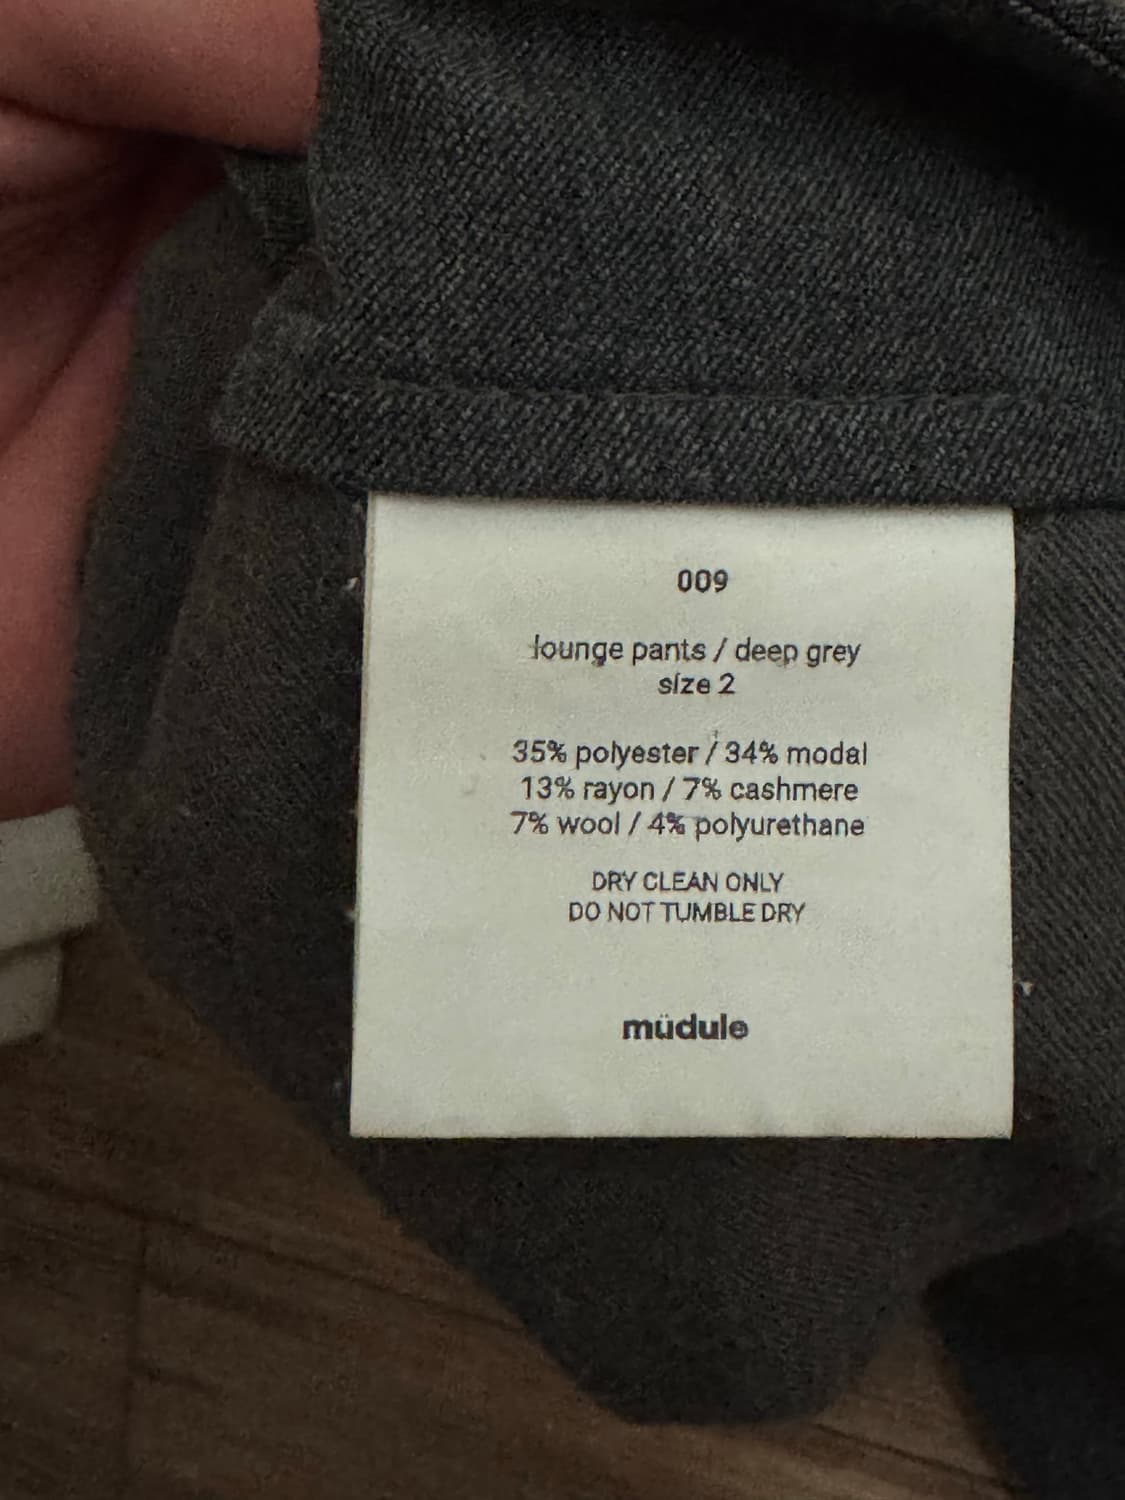 009
lounge pants / deep grey
size 2
35% polyester / 34% modal
13% rayon / 7% cashmere
7% wool / 4% polyurethane
DRY CLEAN ONLY
DO NOT TUMBLE DRY
müdule